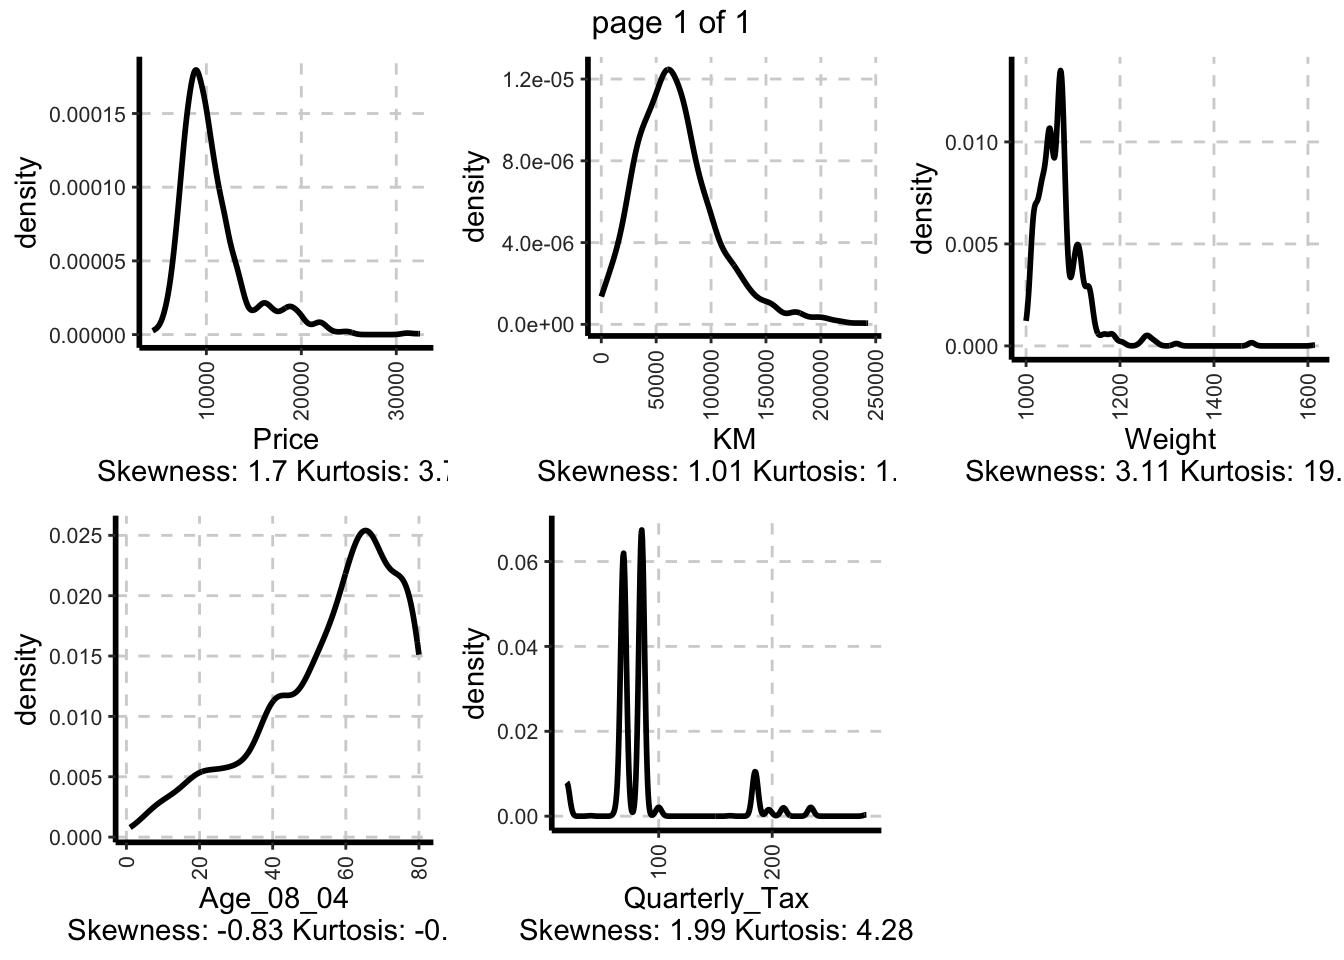 page 1 of 1
density
0.00015
0.00010
0.00005
0.00000
10000
20000
30000
Price
Skewness: 1.7 Kurtosis: 3.7
density
1.2e-05
8.0e-06
4.0e-06
0.0e+00
0
50000
100000
150000
200000
250000
KM
Skewness: 1.01 Kurtosis: 1.
density
0.010
0.005
0.000
1000
1200
1400
1600
Weight
Skewness: 3.11 Kurtosis: 19.
density
0.025
0.020
0.015
0.010
0.005
0.000
0
20
40
60
80
Age_08_04
Skewness: -0.83 Kurtosis: -0.
density
0.06
0.04
0.02
0.00
100
200
Quarterly_Tax
Skewness: 1.99 Kurtosis: 4.28